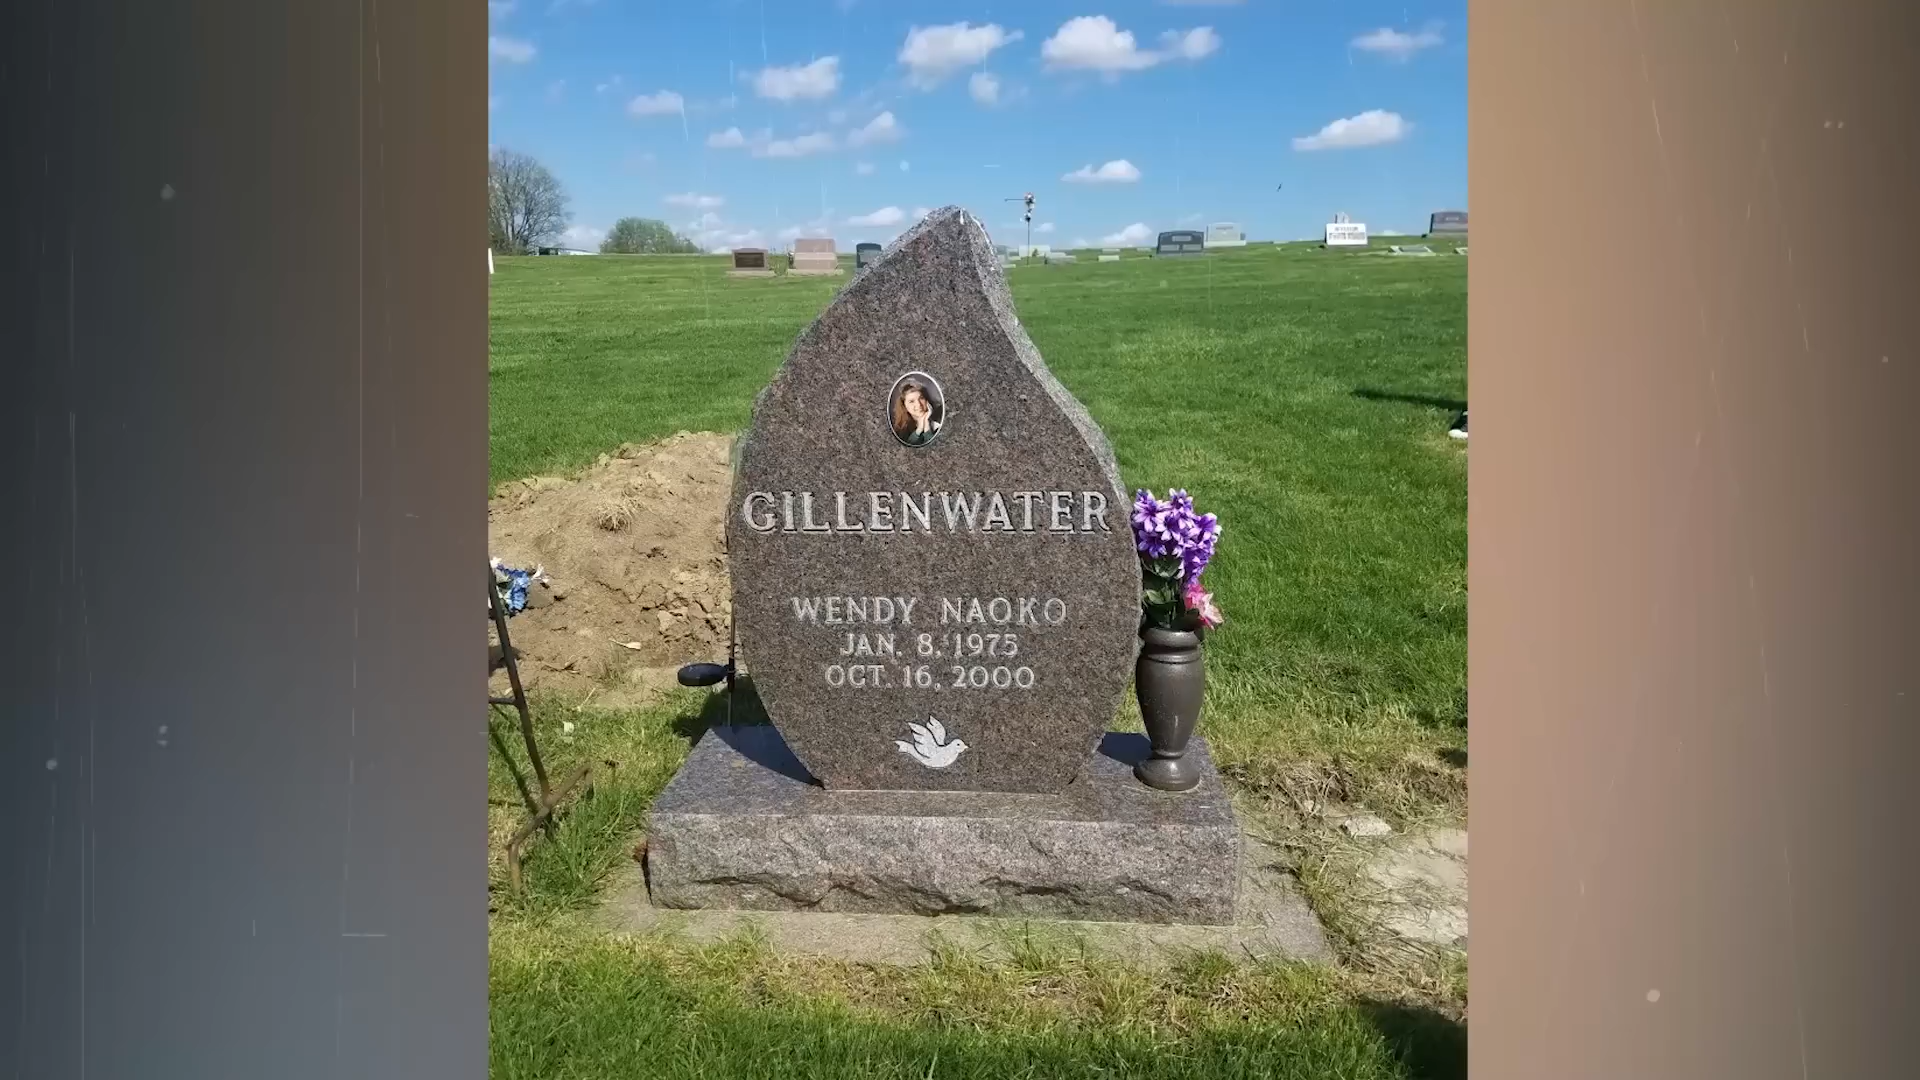 GILLENWATER
WENDY NAOKO
JAN. 8, 1975
OCT. 16, 2000